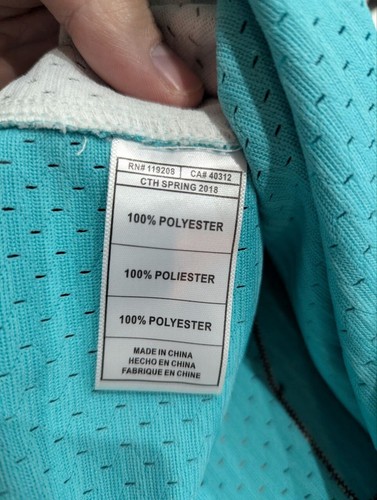 RN# 119208 CA# 40312
CTH SPRING 2018
100% POLYESTER
100% POLIESTER
100% POLYESTER
MADE IN CHINA
HECHO EN CHINA
FABRIQUE EN CHINE